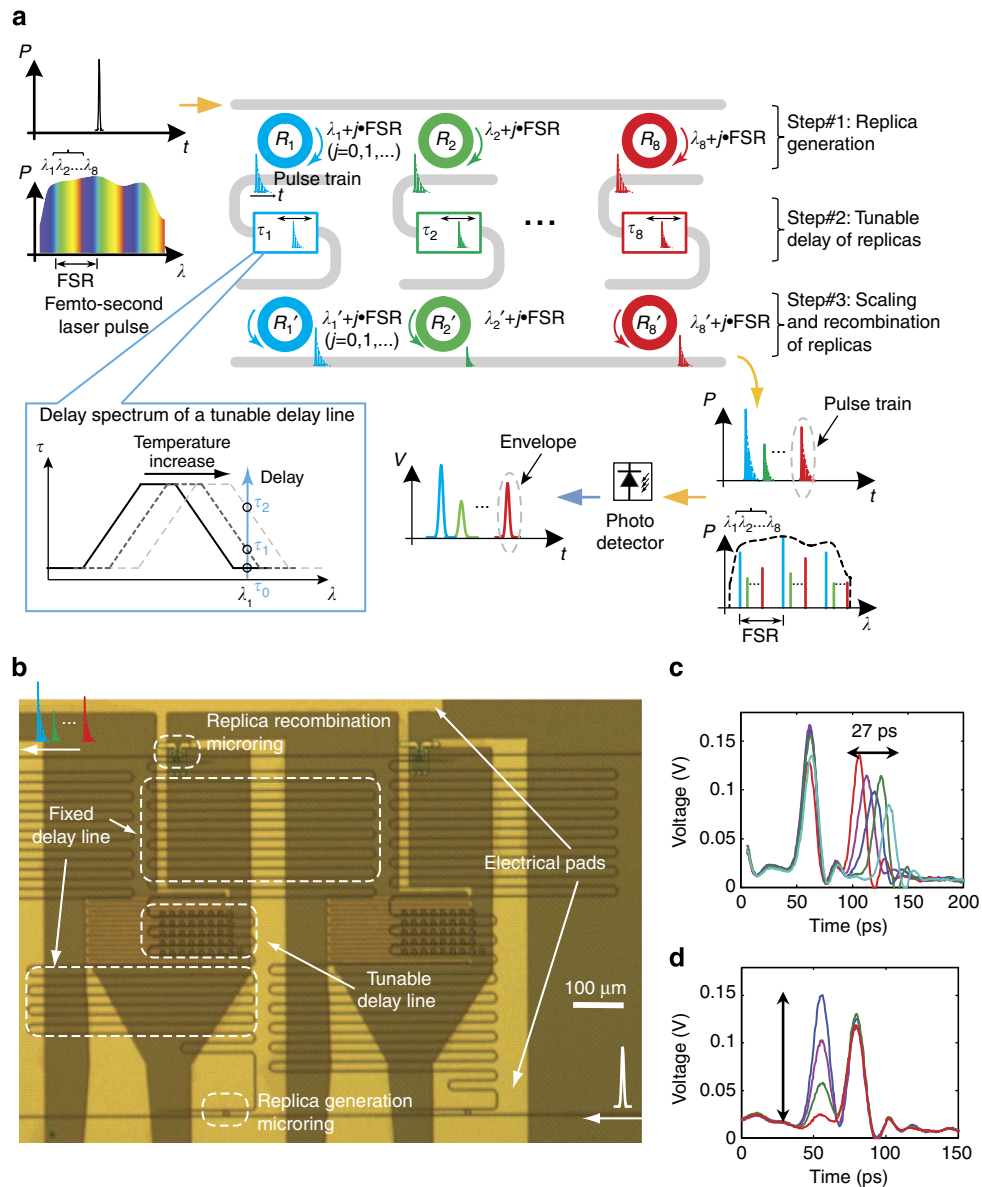 a
P
t
λ1λ2...λ8
P
λ
FSR
Femto-second
laser pulse
R1
λ1+j•FSR
(j=0,1,...)
Pulse train
t
R2
λ2+j•FSR
R8
λ8+j•FSR
Step#1: Replica
generation
τ1
τ2
...
τ8
Step#2: Tunable
delay of replicas
R1′
λ1′+j•FSR
(j=0,1,...)
R2′
λ2′+j•FSR
R8′
λ8′+j•FSR
Step#3: Scaling
and recombination
of replicas
Delay spectrum of a tunable delay line
τ
Temperature
increase
Delay
τ2
τ1
τ0
λ1
λ
V
Envelope
...
t
Photo
detector
P
Pulse train
...
t
λ1λ2...λ8
P
...
...
...
λ
FSR
b
...
Replica recombination
microring
Fixed
delay line
Electrical pads
Tunable
delay line
100 μm
Replica generation
microring
c
27 ps
Voltage (V)
0.15
0.1
0.05
0
0
50
100
150
200
Time (ps)
d
Voltage (V)
0.15
0.1
0.05
0
0
50
100
150
Time (ps)